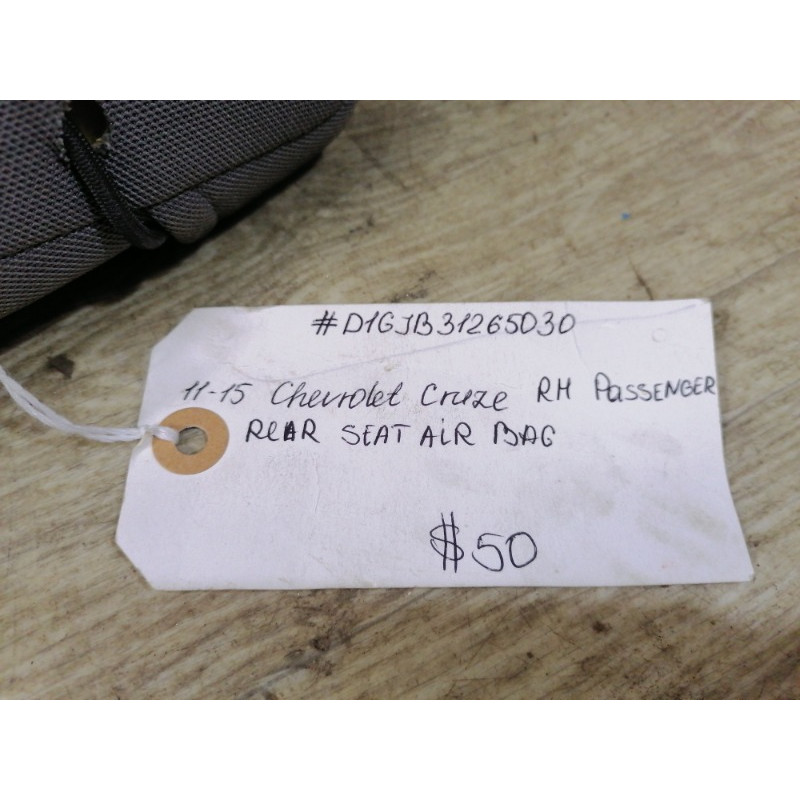 #D1GJB31265030
11-15 Chevrolet Cruze RH PASSENGER
REAR SEAT AIR BAG
$50